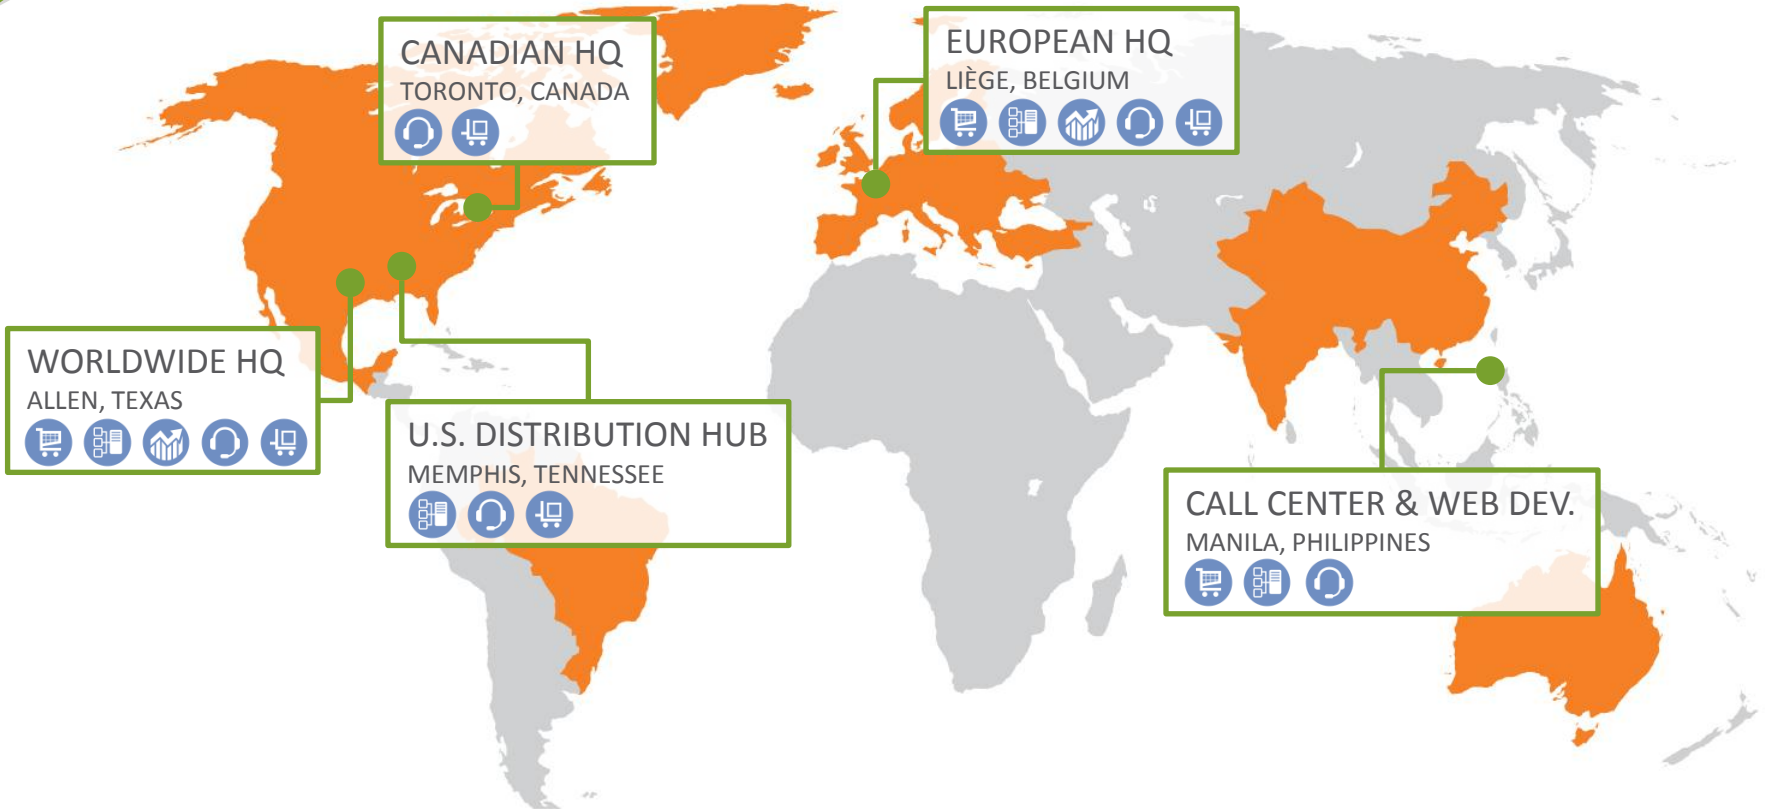 CANADIAN HQ
TORONTO, CANADA
EUROPEAN HQ
LIÈGE, BELGIUM
WORLDWIDE HQ
ALLEN, TEXAS
U.S. DISTRIBUTION HUB
MEMPHIS, TENNESSEE
CALL CENTER & WEB DEV.
MANILA, PHILIPPINES